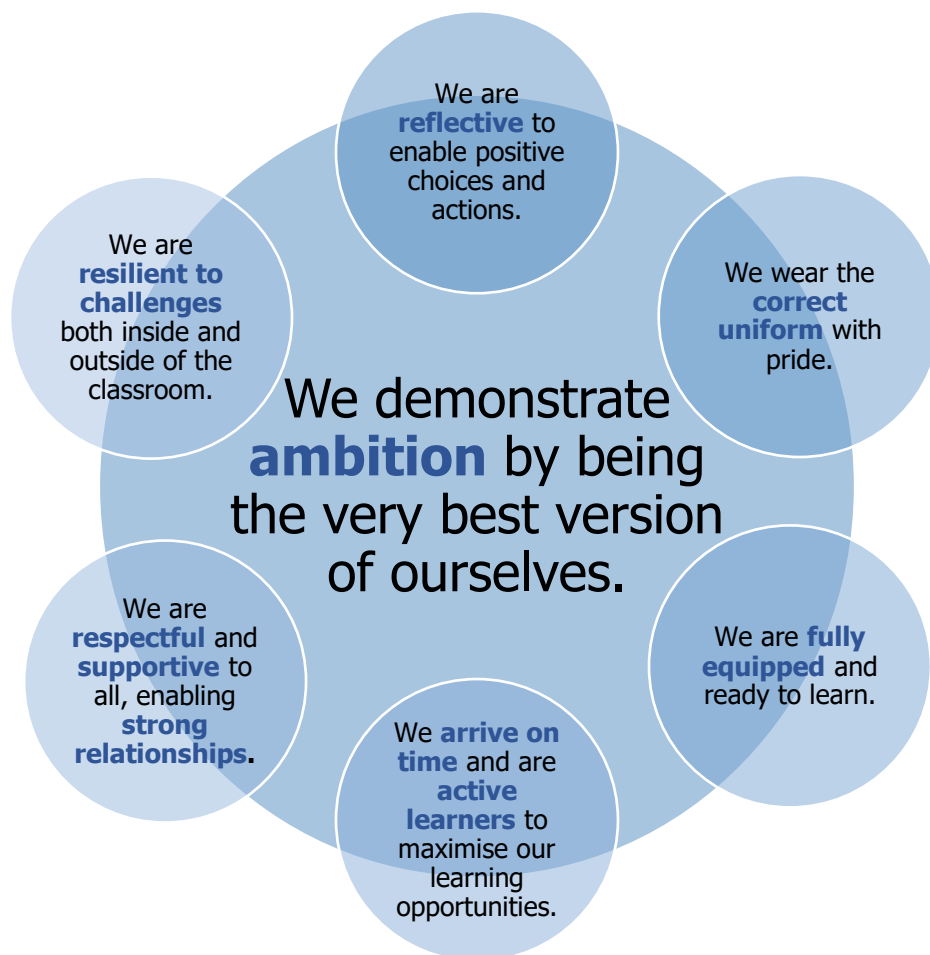 We are
reflective to
enable positive
choices and
actions.
We wear the
correct
uniform with
pride.
We are fully
equipped and
ready to learn.
We arrive on
time and are
active
learners to
maximise our
learning
opportunities.
We are
respectful and
supportive to
all, enabling
strong
relationships.
We are
resilient to
challenges
both inside and
outside of the
classroom.
We demonstrate
ambition by being
the very best version
of ourselves.